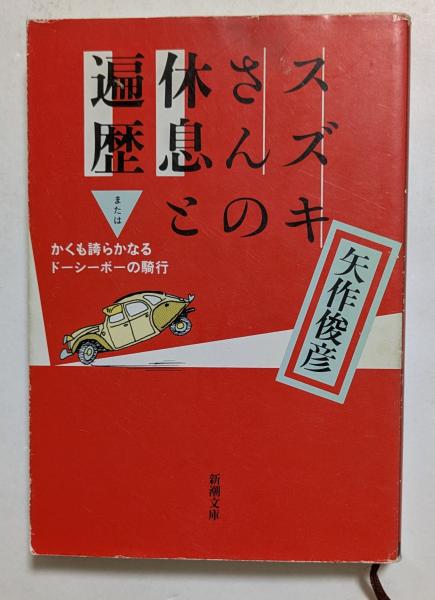 スズキ
さんの
休息と
遍歴
または
かくも誇らかなる
ドーシーボーの騎行
矢作俊彦
新潮文庫